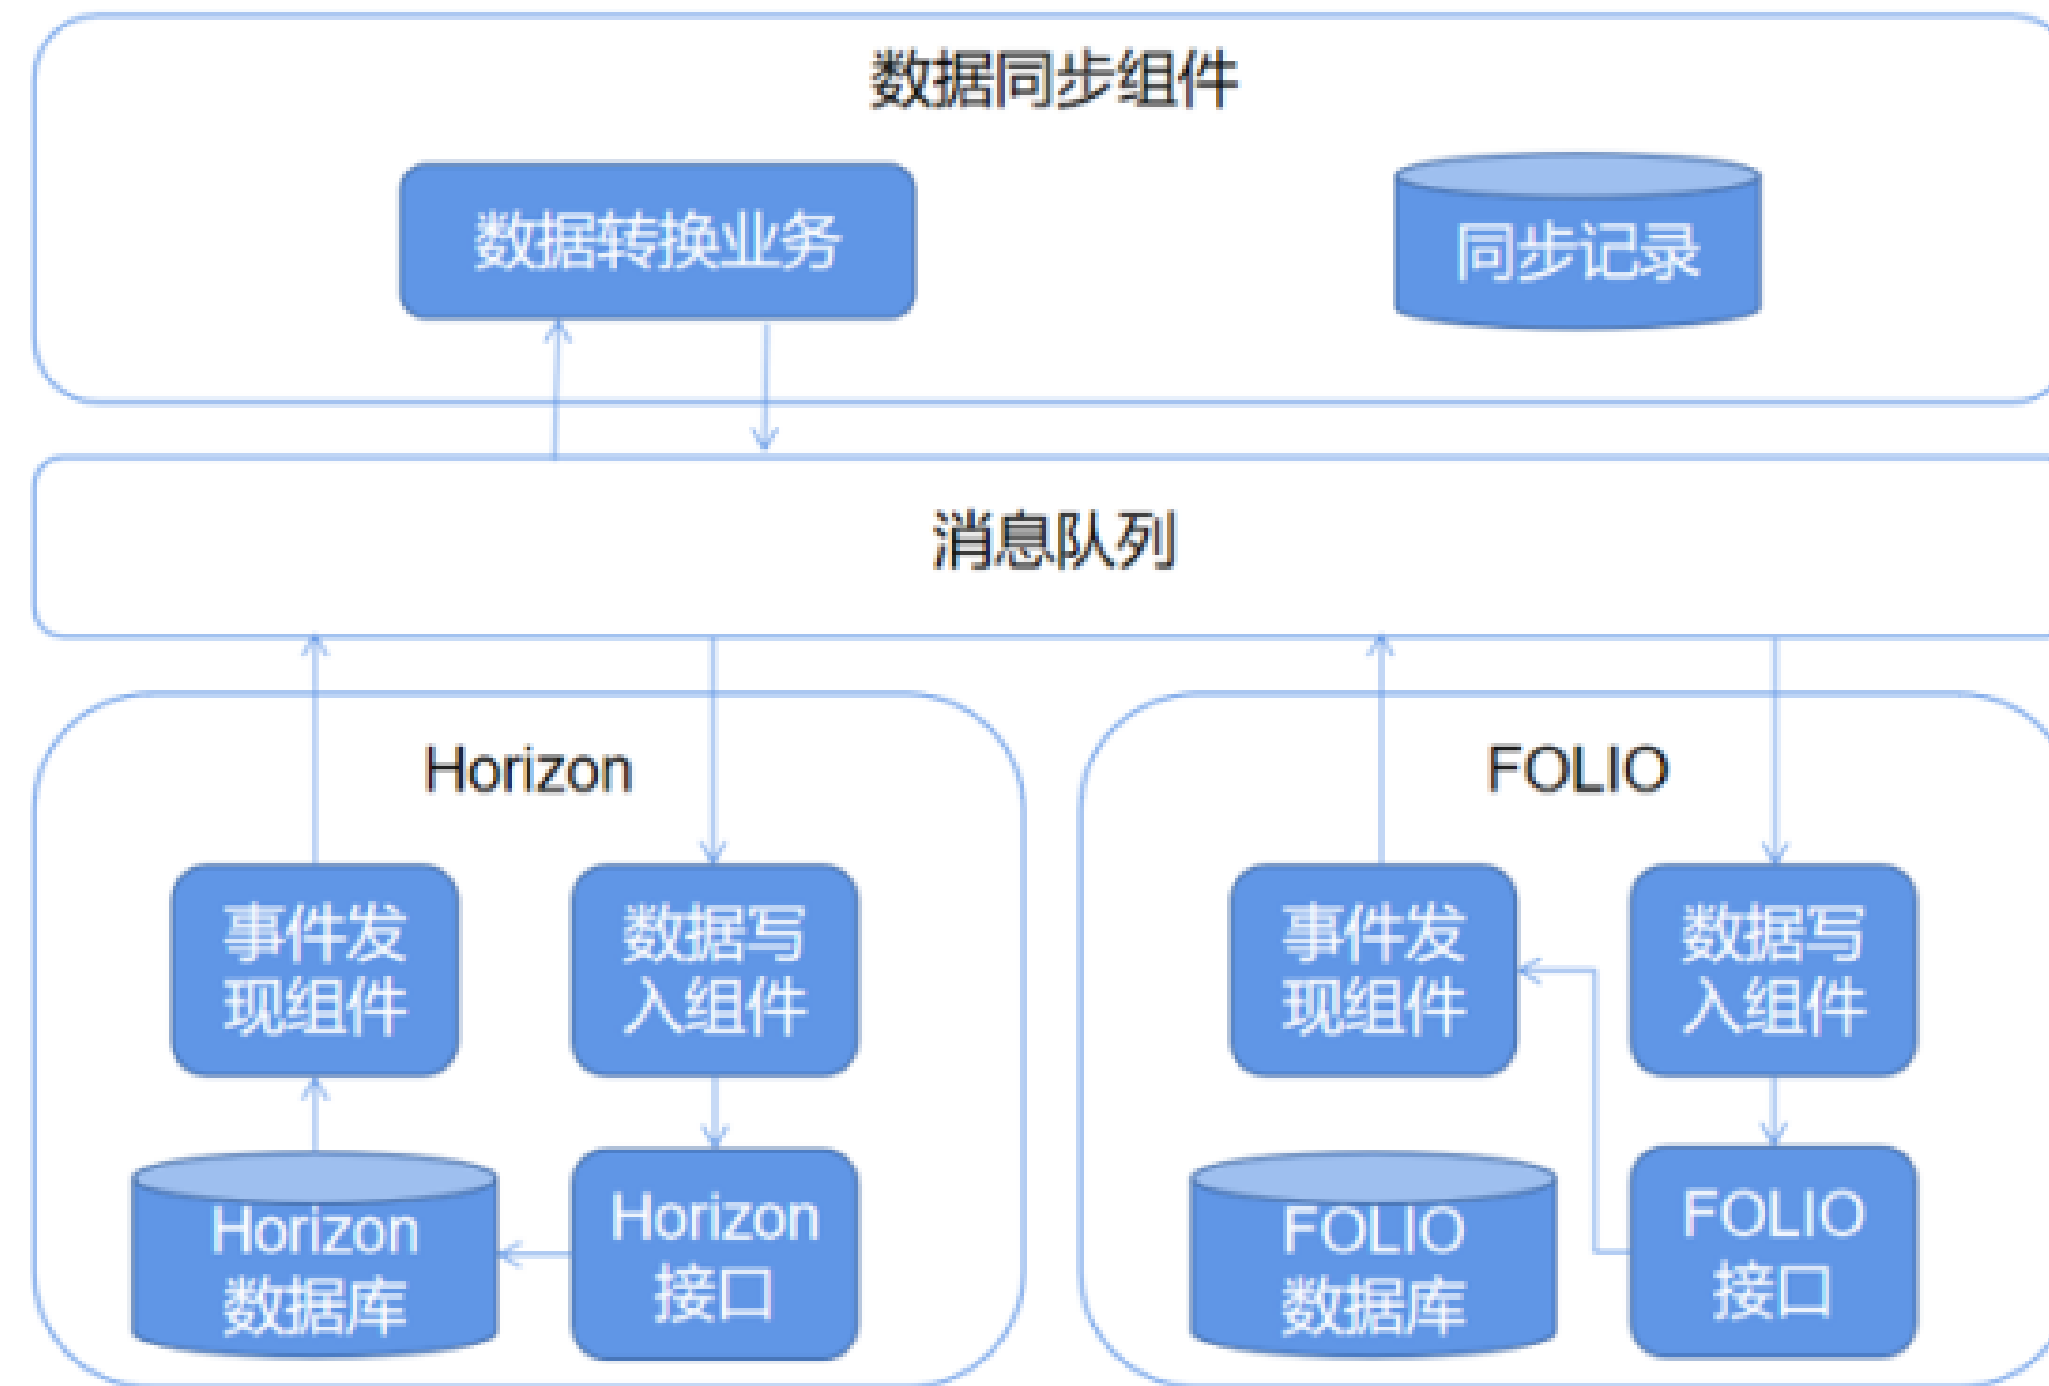 数据同步组件
数据转换业务
同步记录
消息队列
Horizon
事件发
现组件
数据写
入组件
Horizon
数据库
Horizon
接口
FOLIO
事件发
现组件
数据写
入组件
FOLIO
数据库
FOLIO
接口